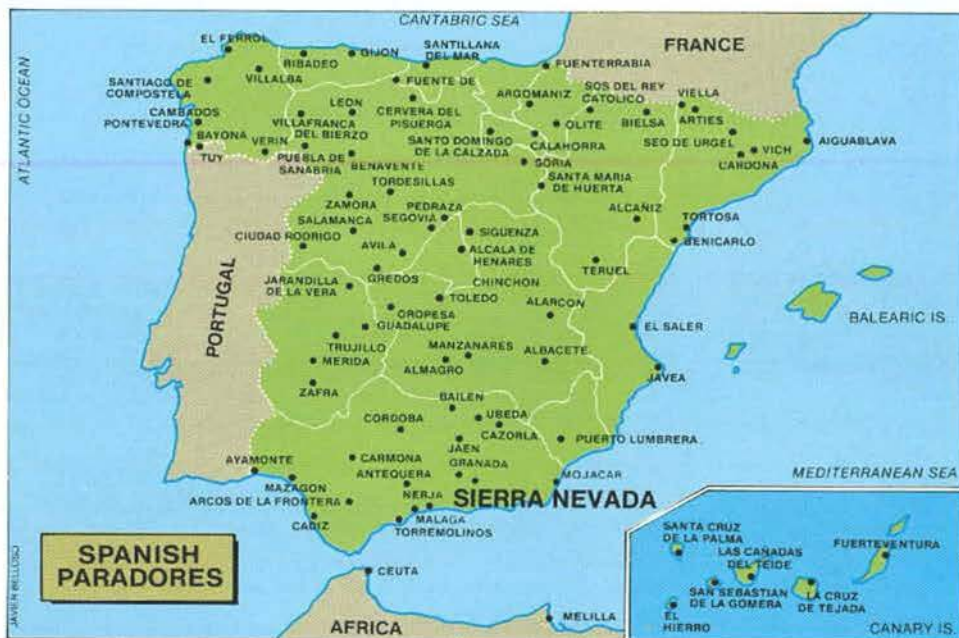 CANTABRIC SEA
ATLANTIC OCEAN
FRANCE
EL FERROL
RIBADEO
GIJON
SANTILLANA
DEL MAR
FUENTERRABIA
VILLALBA
SANTIAGO DE
COMPOSTELA
FUENTE DE
ARGOMANIZ
SOS DEL REY
CATOLICO
VIELLA
CAMBADOS
PONTEVEDRA
LEON
VILLAFRANCA
DEL BIERZO
CERVERA DEL
PISUERGA
OLITE
BIELSA
ARTIES
BAYONA
TUY
VERIN
PUEBLA DE
SANABRIA
SANTO DOMINGO
DE LA CALZADA
CALAHORRA
SEO DE URGEL
VICH
CARDONA
AIGUABLAVA
BENAVENTE
SORIA
SANTA MARIA
DE HUERTA
TORDESILLAS
ZAMORA
PEDRAZA
SEGOVIA
SALAMANCA
ALCAÑIZ
TORTOSA
BENICARLO
CIUDAD RODRIGO
AVILA
SIGUENZA
ALCALA DE
HENARES
TERUEL
GREDOS
JARANDILLA
DE LA VERA
CHINCHON
TOLEDO
ALARCON
OROPESA
GUADALUPE
PORTUGAL
TRUJILLO
MERIDA
MANZANARES
ALMAGRO
ALBACETE
EL SALER
BALEARIC IS.
JAVEA
ZAFRA
BAILEN
CORDOBA
UBEDA
CAZORLA
JAEN
PUERTO LUMBRERA
CARMONA
GRANADA
AYAMONTE
ANTEQUERA
MOJACAR
MEDITERRANEAN SEA
MAZAGON
ARCOS DE LA FRONTERA
NERJA
SIERRA NEVADA
CADIZ
MALAGA
TORREMOLINOS
SPANISH
PARADORES
JAVIER BELLOSO
CEUTA
AFRICA
MELILLA
SANTA CRUZ
DE LA PALMA
LAS CAÑADAS
DEL TEIDE
FUERTEVENTURA
SAN SEBASTIAN
DE LA GOMERA
LA CRUZ
DE TEJADA
EL
HIERRO
CANARY IS.